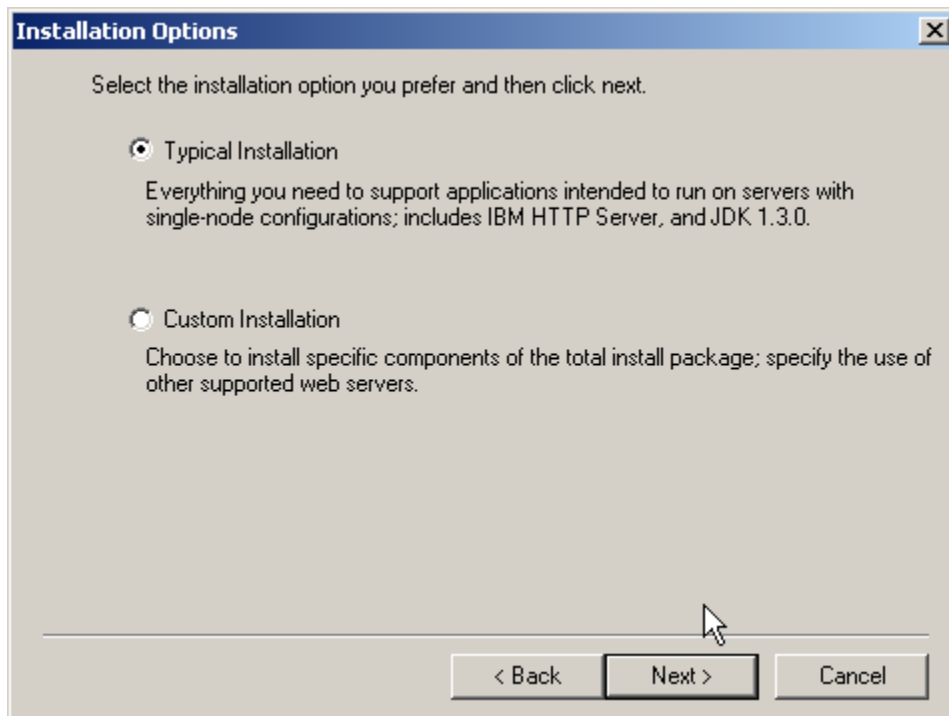 Installation Options
Select the installation option you prefer and then click next.
Typical Installation
Everything you need to support applications intended to run on servers with
single-node configurations; includes IBM HTTP Server, and JDK 1.3.0.
Custom Installation
Choose to install specific components of the total install package; specify the use of
other supported web servers.
< Back
Next >
Cancel